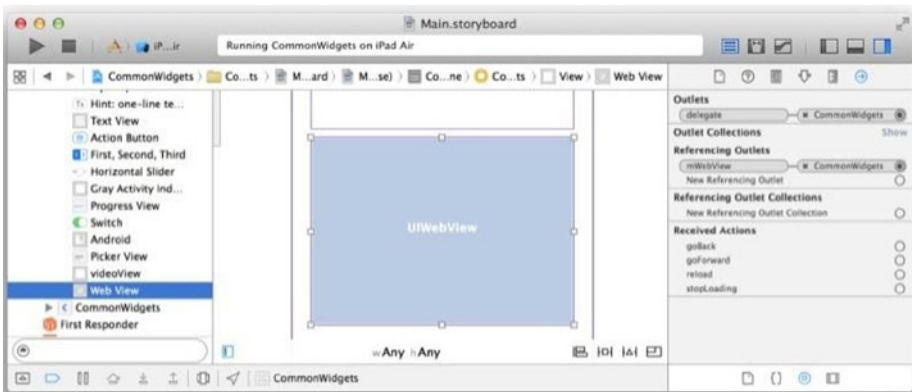 Main.storyboard
iP...ir
Running CommonWidgets on iPad Air
CommonWidgets
Co...ts
M...ard
M...se)
Co...ne
Co...ts
View
Web View
Hint: one-line te...
Text View
Action Button
First, Second, Third
Horizontal Slider
Gray Activity Ind...
Progress View
Switch
Android
Picker View
videoView
Web View
CommonWidgets
First Responder
UIWebView
wAny hAny
CommonWidgets
Outlets
delegate
CommonWidgets
Outlet Collections
Show
Referencing Outlets
mWebView
CommonWidgets
New Referencing Outlet
Referencing Outlet Collections
New Referencing Outlet Collection
Received Actions
goBack
goForward
reload
stopLoading